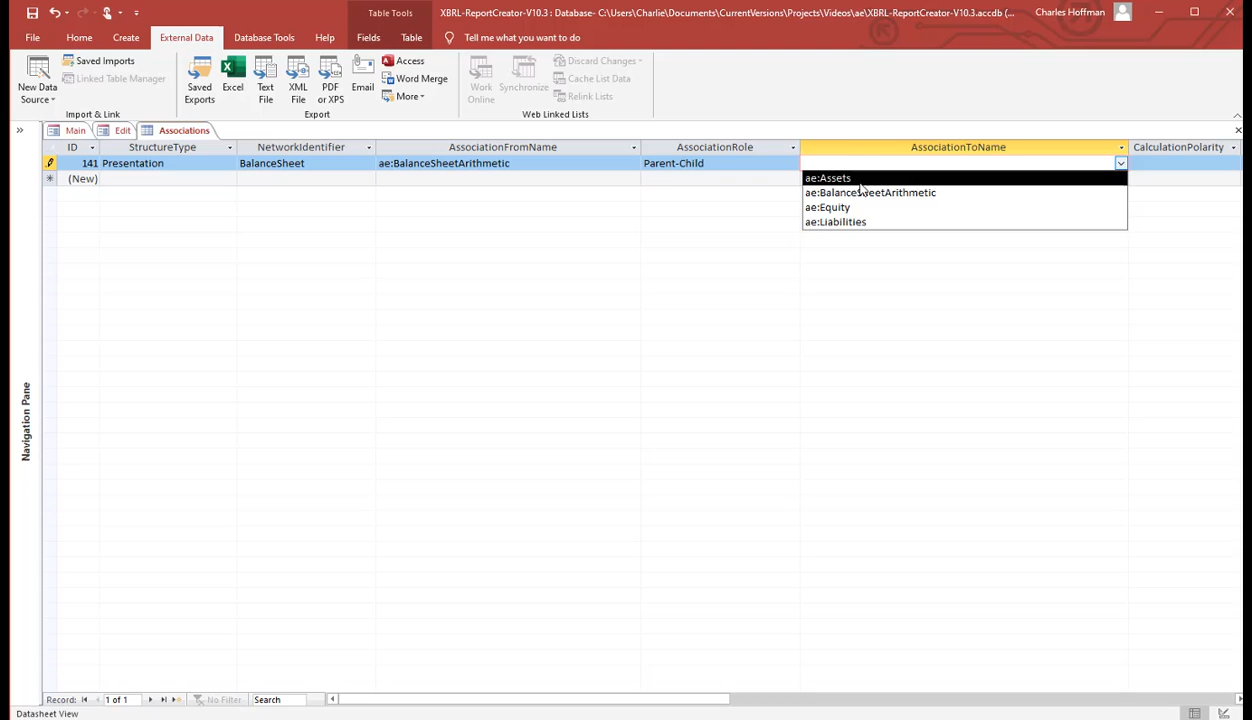 Table Tools
XBRL-ReportCreator-V10.3 : Database- C:\Users\Charlie\Documents\CurrentVersions\Projects\Videos\ae\XBRL-ReportCreator-V10.3.accdb (...
Charles Hoffman
File Home Create External Data Database Tools Help Fields Table Tell me what you want to do
New Data Source
Saved Imports
Linked Table Manager
Import & Link
Saved Exports
Excel
Text File
XML File
PDF or XPS
Email
Access
Word Merge
More
Export
Work Online
Synchronize
Discard Changes
Cache List Data
Relink Lists
Web Linked Lists
Main Edit Associations
ID StructureType NetworkIdentifier AssociationFromName AssociationRole AssociationToName CalculationPolarity
141 Presentation BalanceSheet ae:BalanceSheetArithmetic Parent-Child
(New)
ae:Assets
ae:BalanceSheetArithmetic
ae:Equity
ae:Liabilities
Navigation Pane
Record: 1 of 1 No Filter Search
Datasheet View